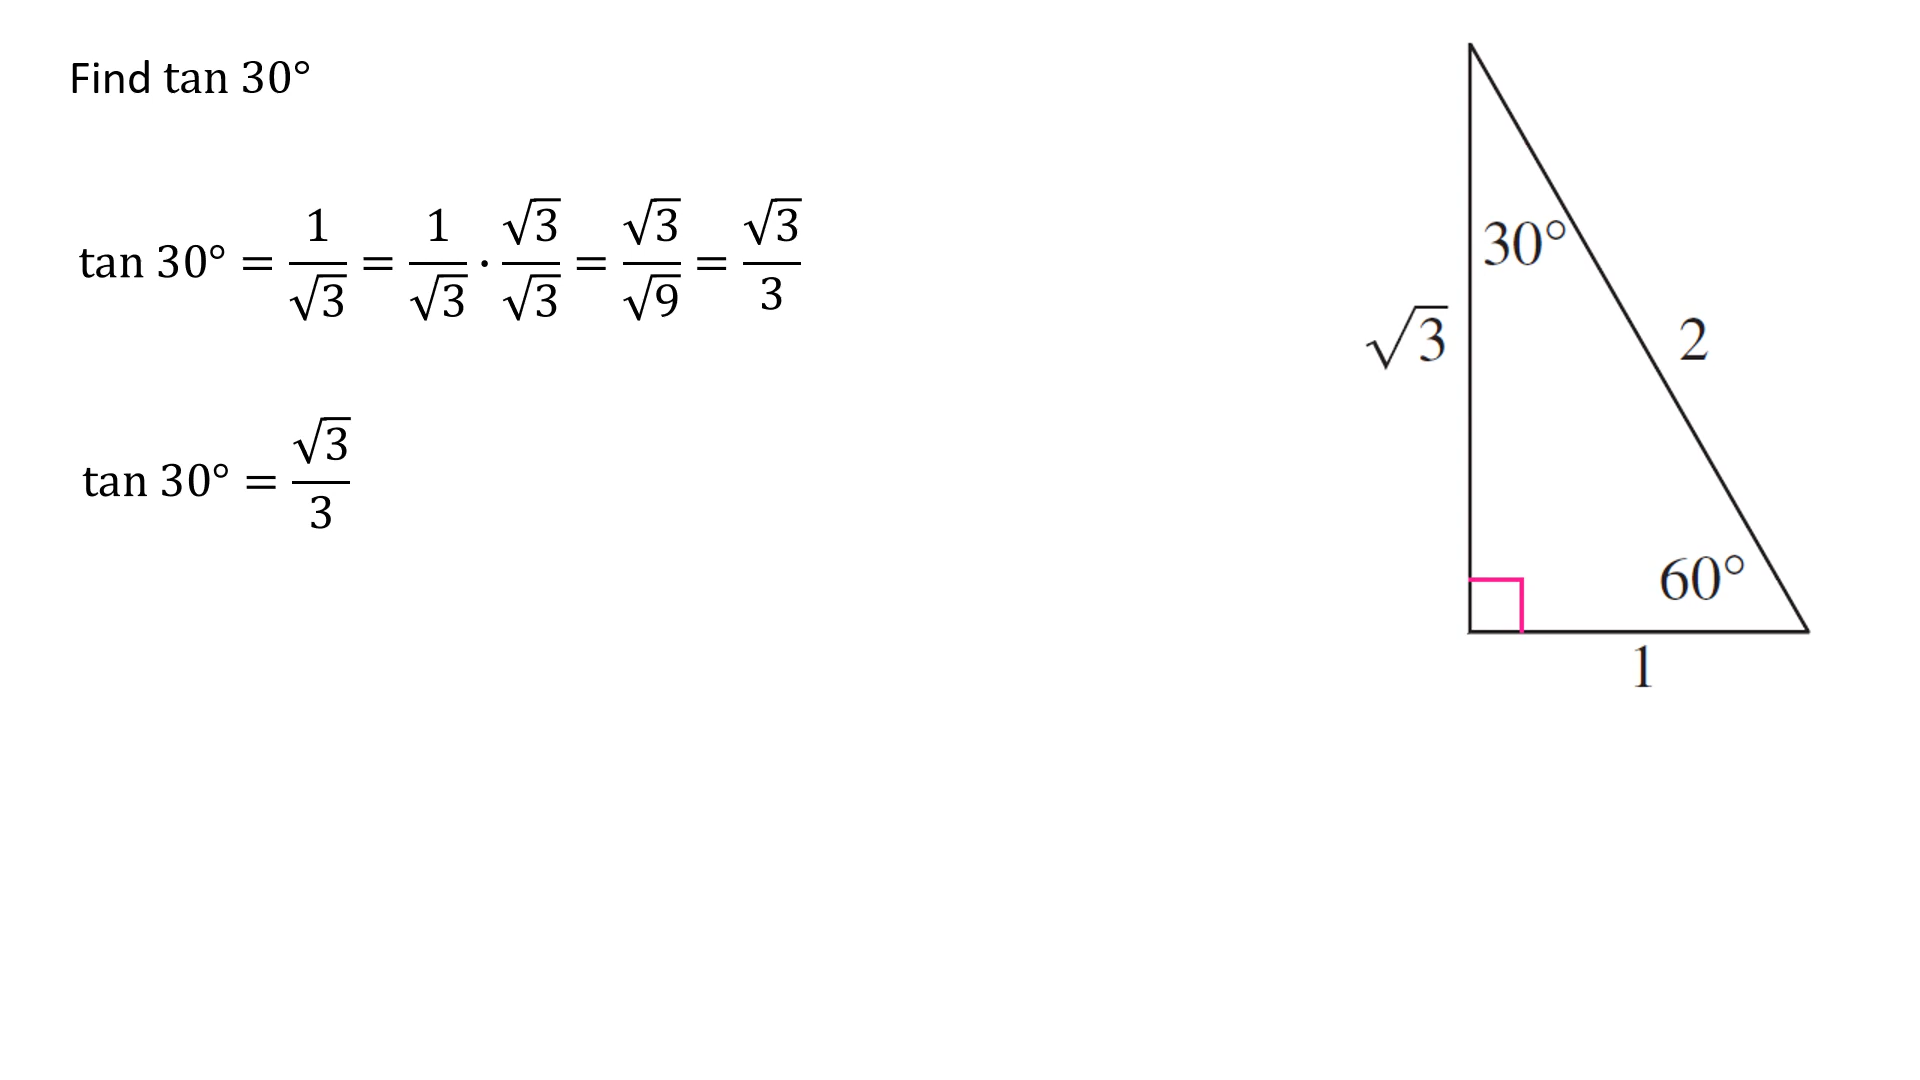 Find tan 30°
tan 30° = 1/√3 = 1/√3 · √3/√3 = √3/√9 = √3/3
tan 30° = √3/3
30°
√3
2
60°
1